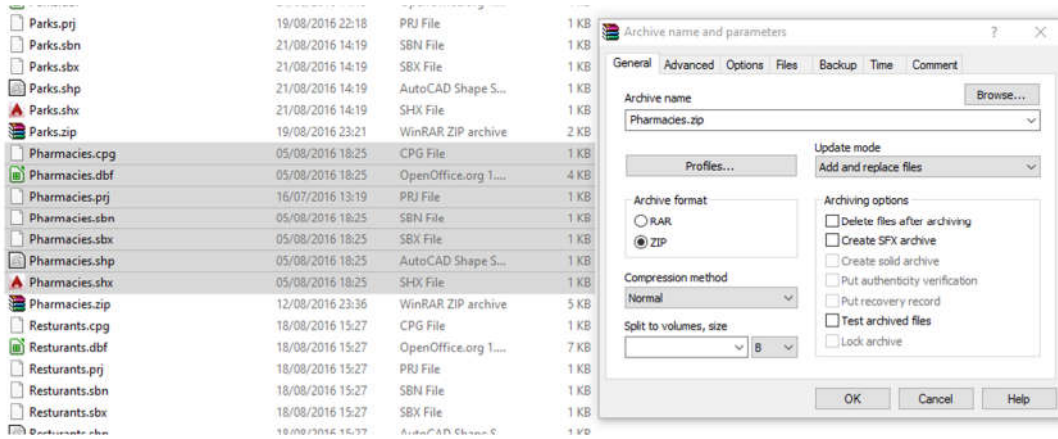 Parks.prj 19/08/2016 22:18 PRJ File 1 KB
Parks.sbn 21/08/2016 14:19 SBN File 1 KB
Parks.sbx 21/08/2016 14:19 SBX File 1 KB
Parks.shp 21/08/2016 14:19 AutoCAD Shape S... 1 KB
Parks.shx 21/08/2016 14:19 SHX File 1 KB
Parks.zip 19/08/2016 23:21 WinRAR ZIP archive 2 KB
Pharmacies.cpg 05/08/2016 18:25 CPG File 1 KB
Pharmacies.dbf 05/08/2016 18:25 OpenOffice.org 1.... 4 KB
Pharmacies.prj 16/07/2016 13:19 PRJ File 1 KB
Pharmacies.sbn 05/08/2016 18:25 SBN File 1 KB
Pharmacies.sbx 05/08/2016 18:25 SBX File 1 KB
Pharmacies.shp 05/08/2016 18:25 AutoCAD Shape S... 1 KB
Pharmacies.shx 05/08/2016 18:25 SHX File 1 KB
Pharmacies.zip 12/08/2016 23:36 WinRAR ZIP archive 5 KB
Resturants.cpg 18/08/2016 15:27 CPG File 1 KB
Resturants.dbf 18/08/2016 15:27 OpenOffice.org 1.... 7 KB
Resturants.prj 18/08/2016 15:27 PRJ File 1 KB
Resturants.sbn 18/08/2016 15:27 SBN File 1 KB
Resturants.sbx 18/08/2016 15:27 SBX File 1 KB
Archive name and parameters ?
General Advanced Options Files Backup Time Comment
Archive name Browse...
Pharmacies.zip
Update mode
Profiles... Add and replace files
Archive format
RAR
ZIP
Compression method
Normal
Split to volumes, size
B
Archiving options
Delete files after archiving
Create SFX archive
Create solid archive
Put authenticity verification
Put recovery record
Test archived files
Lock archive
OK Cancel Help